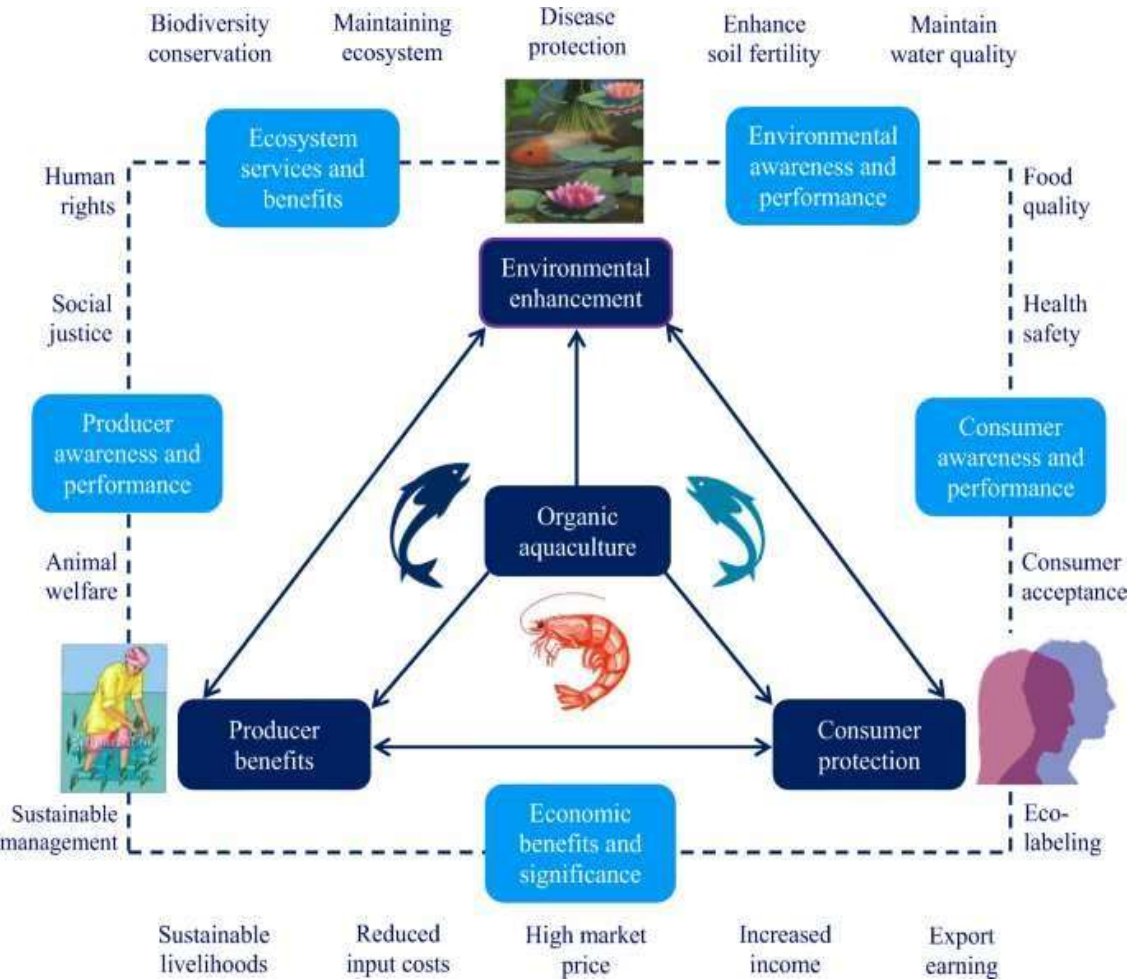 Biodiversity
conservation
Maintaining
ecosystem
Disease
protection
Enhance
soil fertility
Maintain
water quality
Ecosystem
services and
benefits
Environmental
awareness and
performance
Human
rights
Food
quality
Environmental
enhancement
Social
justice
Health
safety
Producer
awareness and
performance
Consumer
awareness and
performance
Organic
aquaculture
Animal
welfare
Consumer
acceptance
Producer
benefits
Consumer
protection
Sustainable
management
Economic
benefits and
significance
Eco-
labeling
Sustainable
livelihoods
Reduced
input costs
High market
price
Increased
income
Export
earning